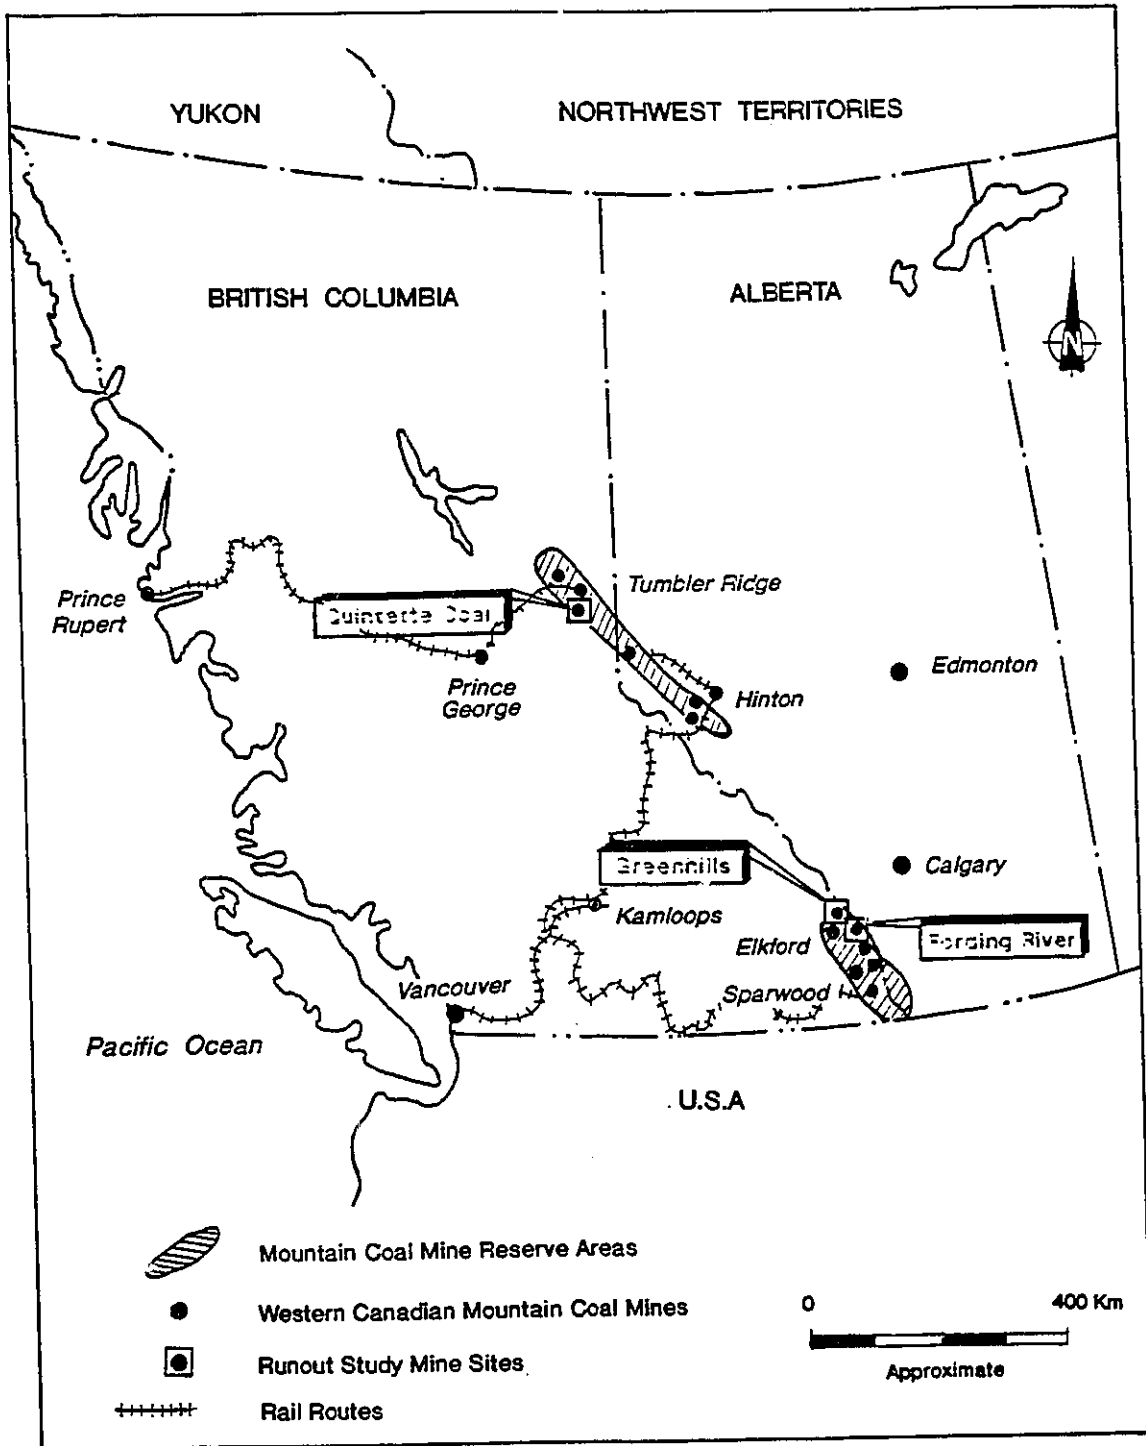 YUKON
NORTHWEST TERRITORIES
BRITISH COLUMBIA
ALBERTA
N
Tumbler Ridge
Prince
Rupert
Quintette Coal
Prince
George
Hinton
Edmonton
Greenhills
Calgary
Kamloops
Elkford
Fording River
Vancouver
Sparwood
Pacific Ocean
U.S.A
Mountain Coal Mine Reserve Areas
Western Canadian Mountain Coal Mines
0 400 Km
Runout Study Mine Sites
Approximate
Rail Routes